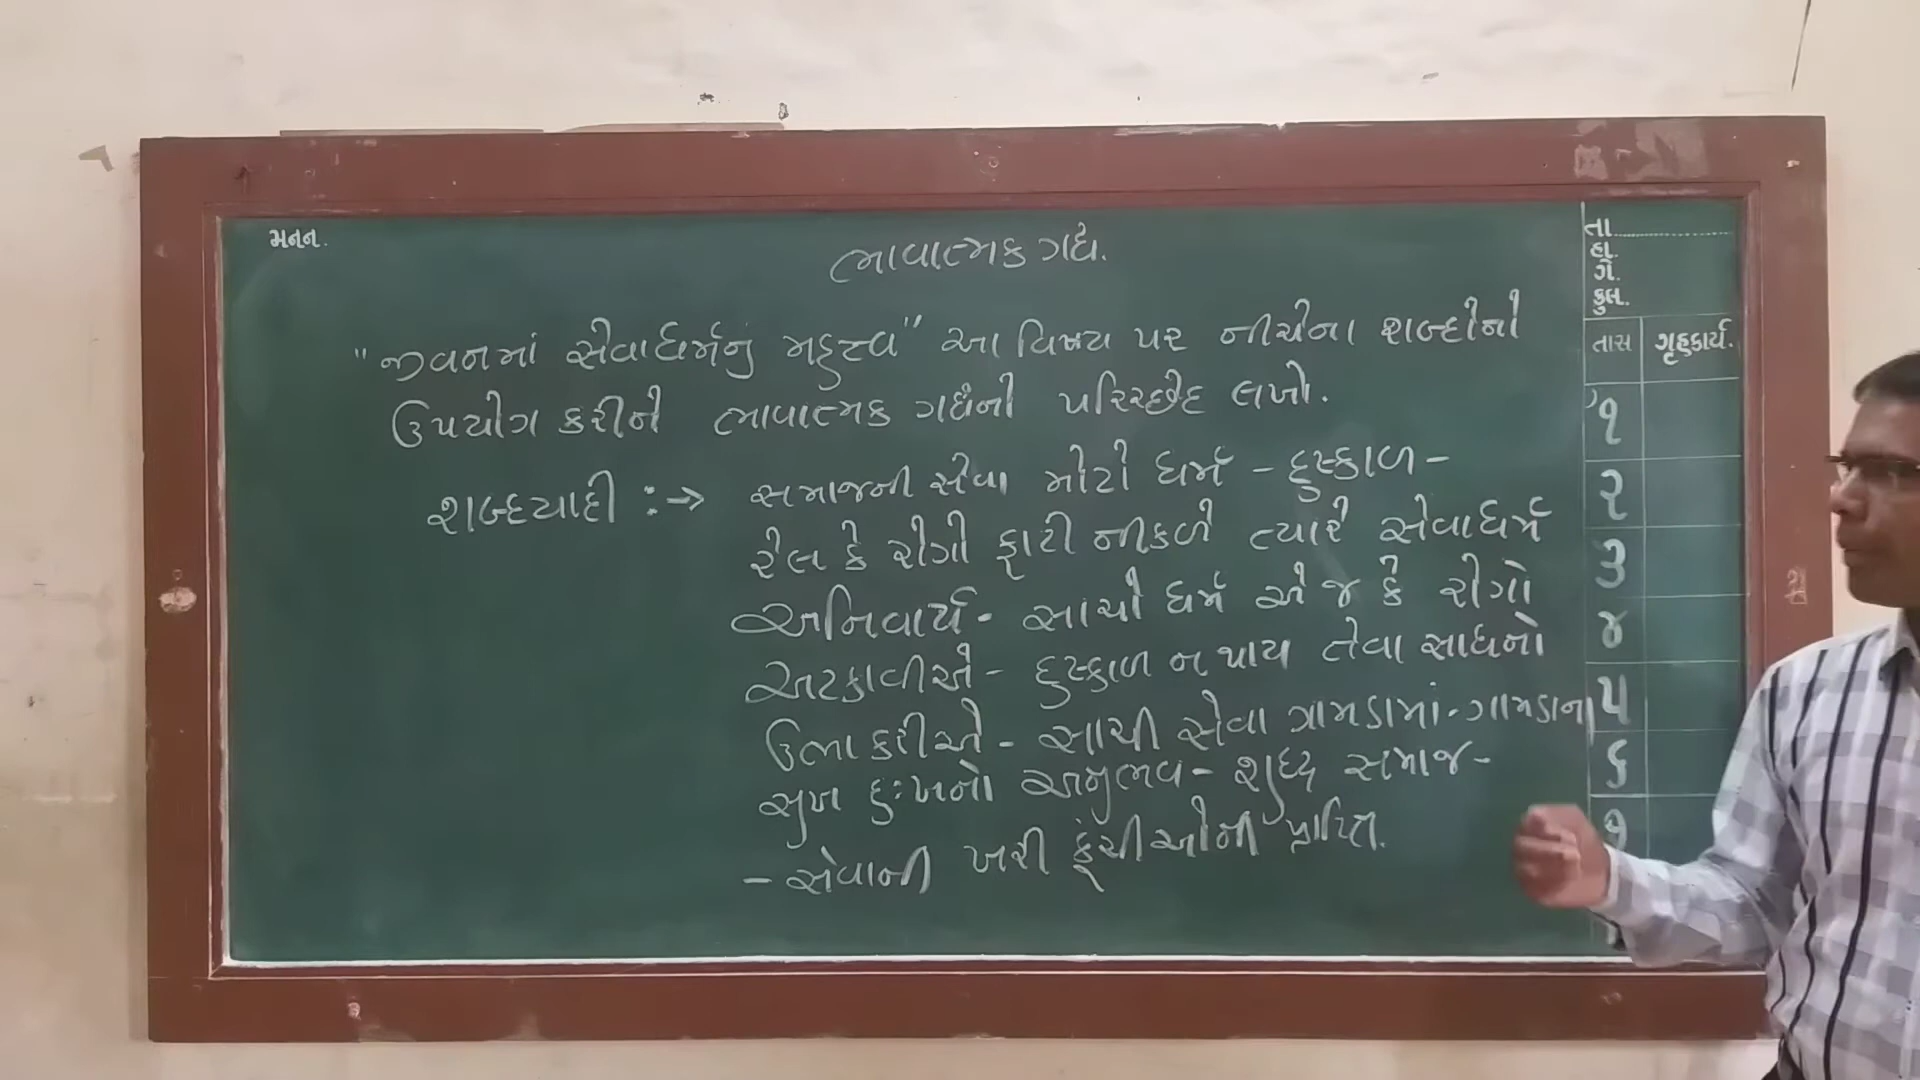 મનન.
ભાવાત્મક ગદ્ય.
"જીવનમાં સેવાધર્મનું મહત્ત્વ" આ વિષય પર નીચેના શબ્દોનો
ઉપયોગ કરીને ભાવાત્મક ગદ્યનો પરિચ્છેદ લખો.
શબ્દયાદી :→ સમાજની સેવા મોટો ધર્મ - દુષ્કાળ -
રેલ કે રોગો ફાટી નીકળે ત્યારે સેવાધર્મ
અનિવાર્ય - સાચો ધર્મ એ જ કે રોગો
અટકાવીએ - દુષ્કાળ ન થાય તેવા સાધનો
ઉભા કરીએ - સાચી સેવા ગામડામાં - ગામડાના
સુખ દુઃખનો અનુભવ - શુદ્ધ સમાજ -
- સેવાની ખરી કૂંચીઓની પ્રાપ્તિ.
તા..............
હા.
ગે.
કુલ.
તાસ ગૃહકાર્ય.
૧
૨
૩
૪
૫
૬
૭